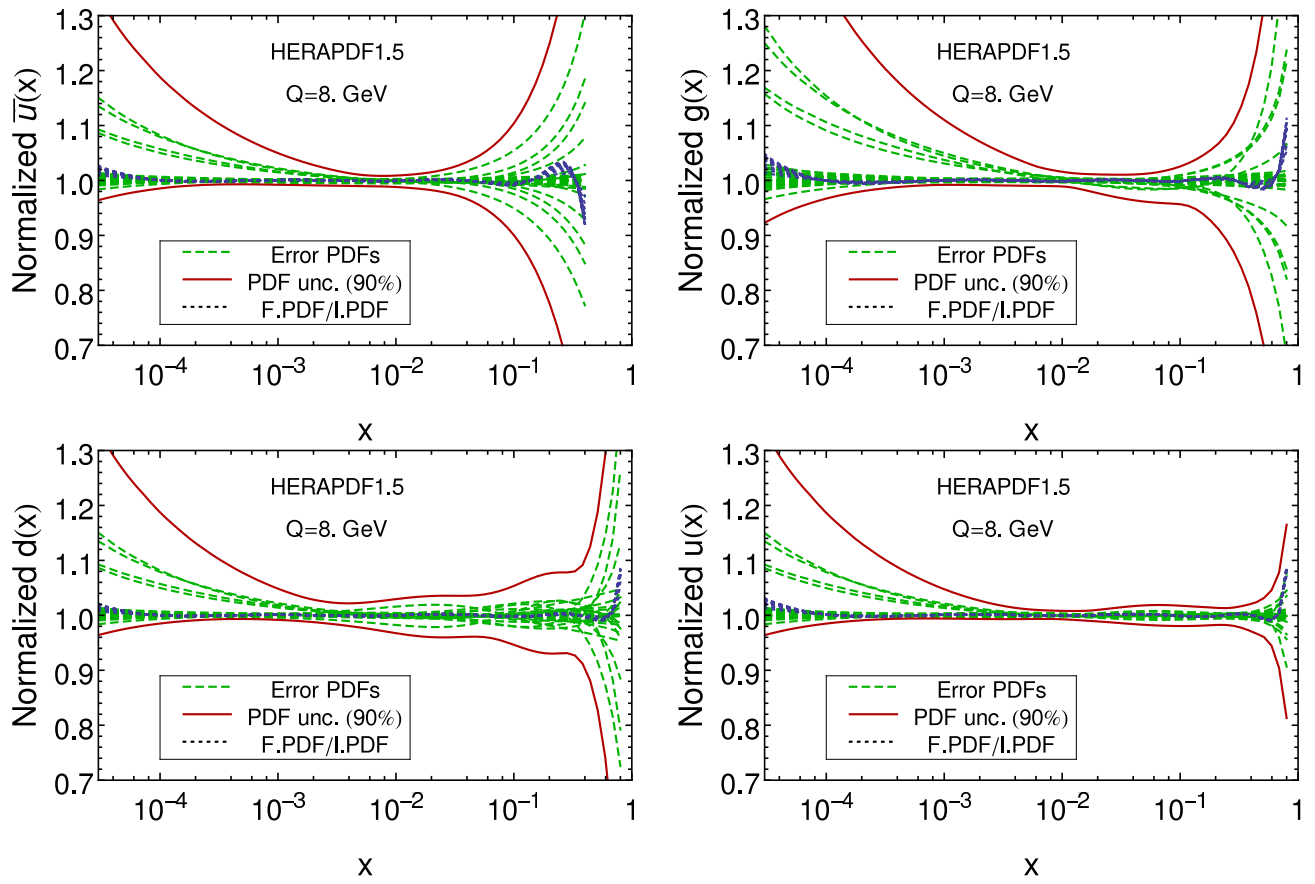 Normalized u̅(x)
1.3
1.2
1.1
1.0
0.9
0.8
0.7
HERAPDF1.5
Q=8. GeV
Error PDFs
PDF unc. (90%)
F.PDF/I.PDF
10⁻⁴ 10⁻³ 10⁻² 10⁻¹ 1
x
Normalized g(x)
1.3
1.2
1.1
1.0
0.9
0.8
0.7
HERAPDF1.5
Q=8. GeV
Error PDFs
PDF unc. (90%)
F.PDF/I.PDF
10⁻⁴ 10⁻³ 10⁻² 10⁻¹ 1
x
Normalized d(x)
1.3
1.2
1.1
1.0
0.9
0.8
0.7
HERAPDF1.5
Q=8. GeV
Error PDFs
PDF unc. (90%)
F.PDF/I.PDF
10⁻⁴ 10⁻³ 10⁻² 10⁻¹ 1
x
Normalized u(x)
1.3
1.2
1.1
1.0
0.9
0.8
0.7
HERAPDF1.5
Q=8. GeV
Error PDFs
PDF unc. (90%)
F.PDF/I.PDF
10⁻⁴ 10⁻³ 10⁻² 10⁻¹ 1
x